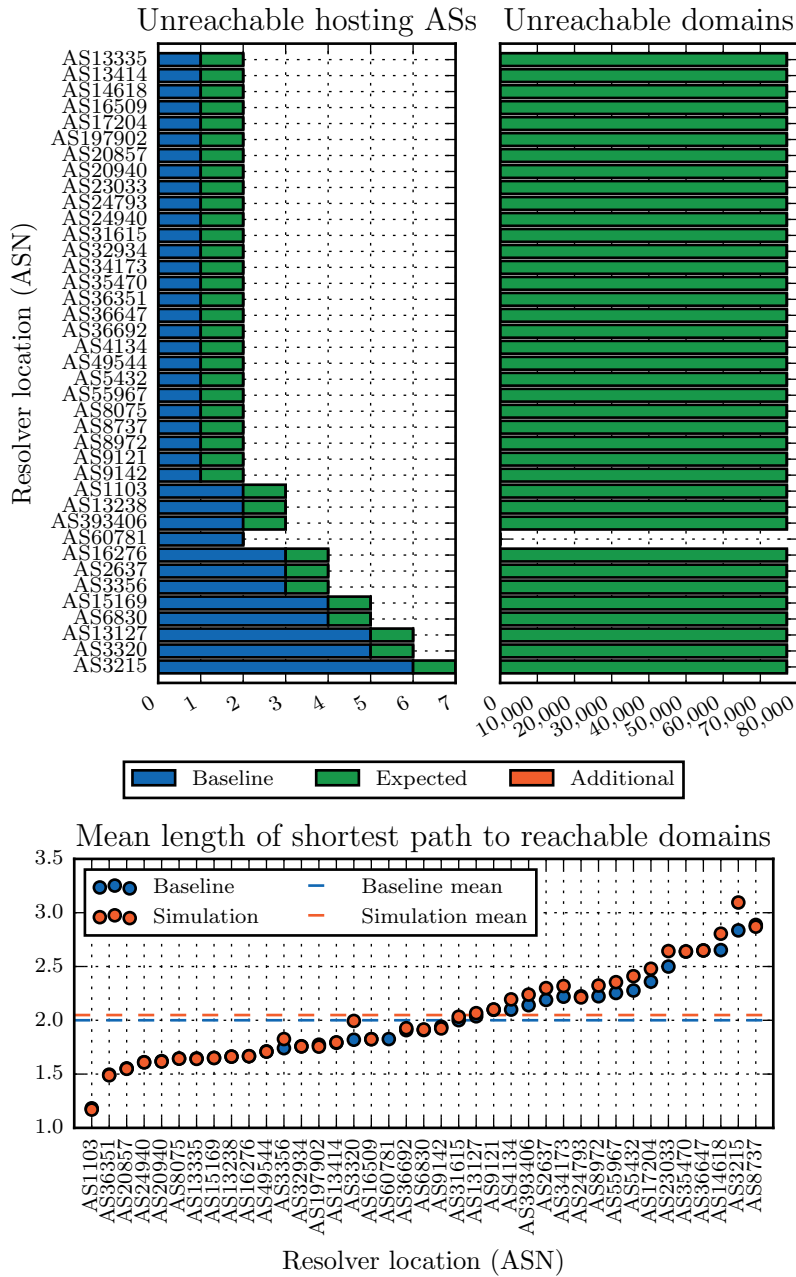 Unreachable hosting ASs
Unreachable domains
Resolver location (ASN)
AS13335
AS13414
AS14618
AS16509
AS17204
AS197902
AS20857
AS20940
AS23033
AS24793
AS24940
AS31615
AS32934
AS34173
AS35470
AS36351
AS36647
AS36692
AS4134
AS49544
AS5432
AS55967
AS8075
AS8737
AS8972
AS9121
AS9142
AS1103
AS13238
AS393406
AS60781
AS16276
AS2637
AS3356
AS15169
AS6830
AS13127
AS3320
AS3215
0 1 2 3 4 5 6 7
0 10,000 20,000 30,000 40,000 50,000 60,000 70,000 80,000
Baseline Expected Additional
Mean length of shortest path to reachable domains
3.5
3.0
2.5
2.0
1.5
1.0
Baseline Baseline mean
Simulation Simulation mean
AS1103
AS36351
AS20857
AS24940
AS20940
AS8075
AS13335
AS15169
AS13238
AS16276
AS49544
AS3356
AS32934
AS197902
AS13414
AS3320
AS16509
AS60781
AS36692
AS6830
AS9142
AS31615
AS13127
AS9121
AS4134
AS393406
AS2637
AS34173
AS24793
AS8972
AS55967
AS5432
AS17204
AS23033
AS35470
AS36647
AS14618
AS3215
AS8737
Resolver location (ASN)